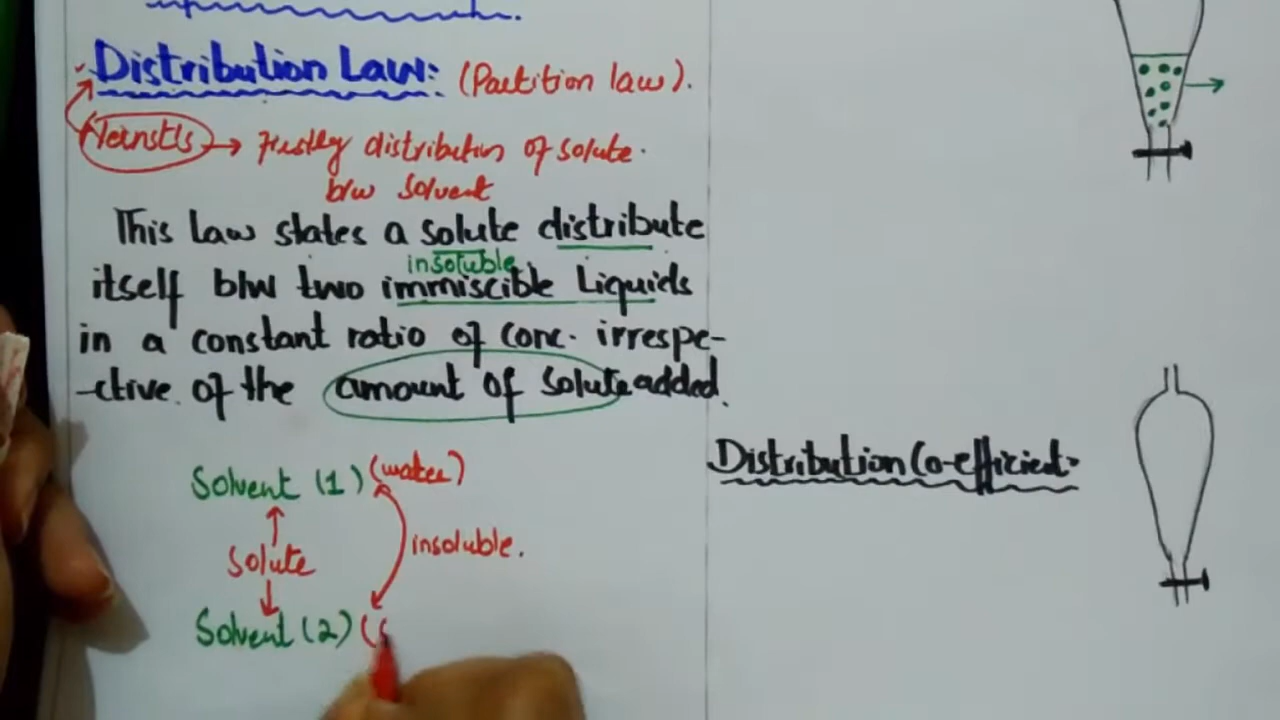 Distribution Law: (Partition law).
Nernst's → Firstly distribution of solute.
b/w solvent
This law states a solute distribute
insoluble
itself b/w two immiscible Liquids
in a constant ratio of conc. irrespe-
-ctive of the amount of solute added.
Solvent (1) (water)
Solute
insoluble.
Solvent (2) (
Distribution Co-efficient.